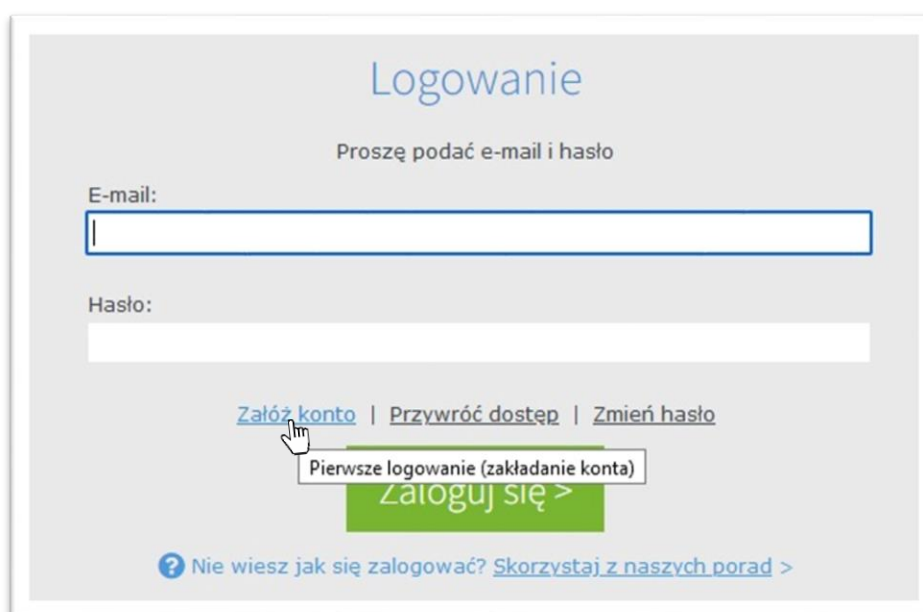 Logowanie
Proszę podać e-mail i hasło
E-mail:
Hasło:
Załóż konto | Przywróć dostęp | Zmień hasło
Pierwsze logowanie (zakładanie konta)
Zaloguj się >
? Nie wiesz jak się zalogować? Skorzystaj z naszych porad >